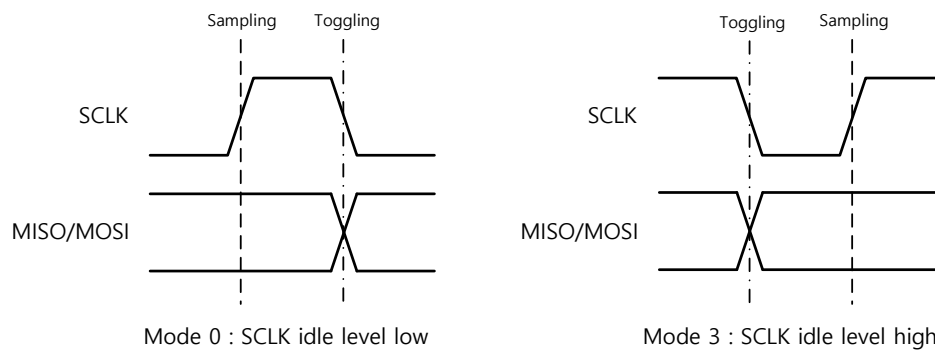 Sampling Toggling
Toggling Sampling
SCLK
SCLK
MISO/MOSI
MISO/MOSI
Mode 0 : SCLK idle level low
Mode 3 : SCLK idle level high